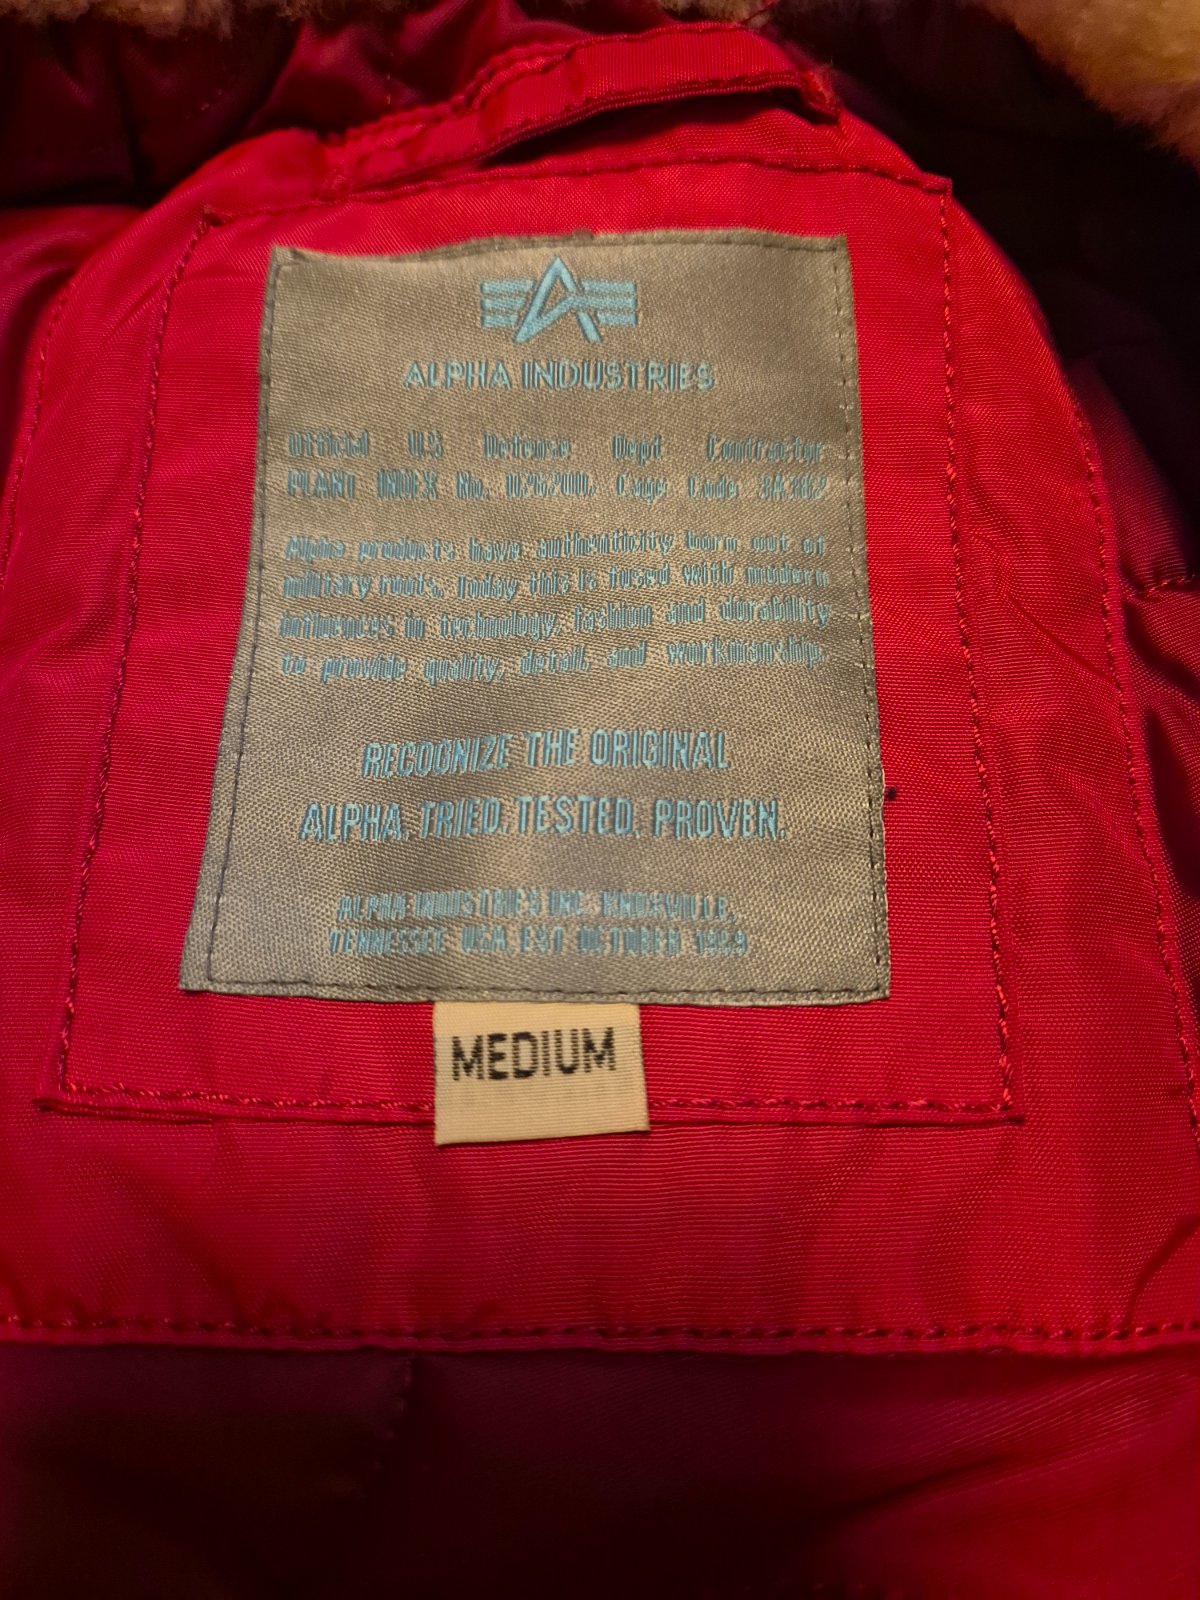 ALPHA INDUSTRIES
Official U.S Defense Dept Contractor
PLANT INDEX No. Cage Code
Alpha products have authenticity born out of
military roots. Today this is fused with modern
influences in technology, fashion and durability
to provide quality, detail, and workmanship.
RECOGNIZE THE ORIGINAL
ALPHA. TRIED. TESTED. PROVEN.
ALPHA INDUSTRIES INC. KNOXVILLE,
TENNESSEE USA, EST OCTOBER 1959
MEDIUM